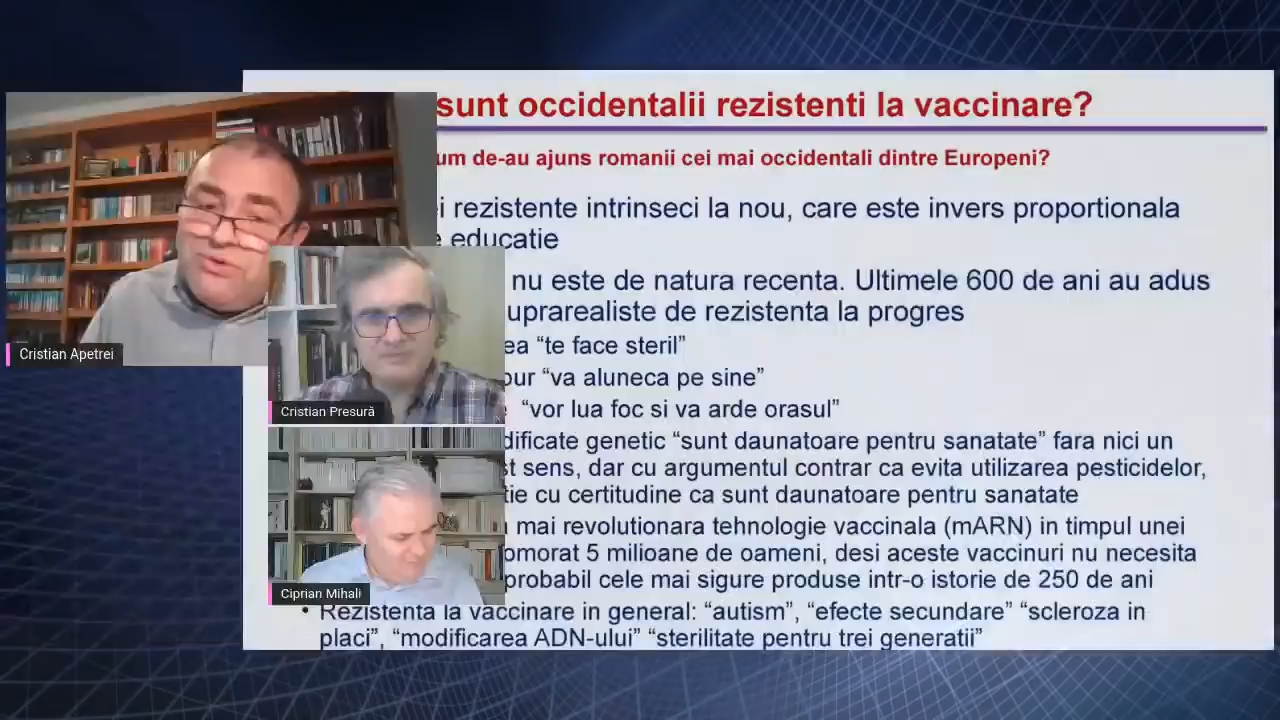 sunt occidentalii rezistenti la vaccinare?
um de-au ajuns romanii cei mai occidentali dintre Europeni?
i rezistente intrinseci la nou, care este invers proportionala
educatie
nu este de natura recenta. Ultimele 600 de ani au adus
uprarealiste de rezistenta la progres
ea “te face steril”
our “va aluneca pe sine”
“vor lua foc si va arde orasul”
dificate genetic “sunt daunatoare pentru sanatate” fara nici un
st sens, dar cu argumentul contrar ca evita utilizarea pesticidelor,
tie cu certitudine ca sunt daunatoare pentru sanatate
mai revolutionara tehnologie vaccinala (mARN) in timpul unei
omorat 5 milioane de oameni, desi aceste vaccinuri nu necesita
probabil cele mai sigure produse intr-o istorie de 250 de ani
• Rezistenta la vaccinare in general: “autism”, “efecte secundare” “scleroza in
placi”, “modificarea ADN-ului” “sterilitate pentru trei generatii”
Cristian Apetrei
Cristian Presură
Ciprian Mihali